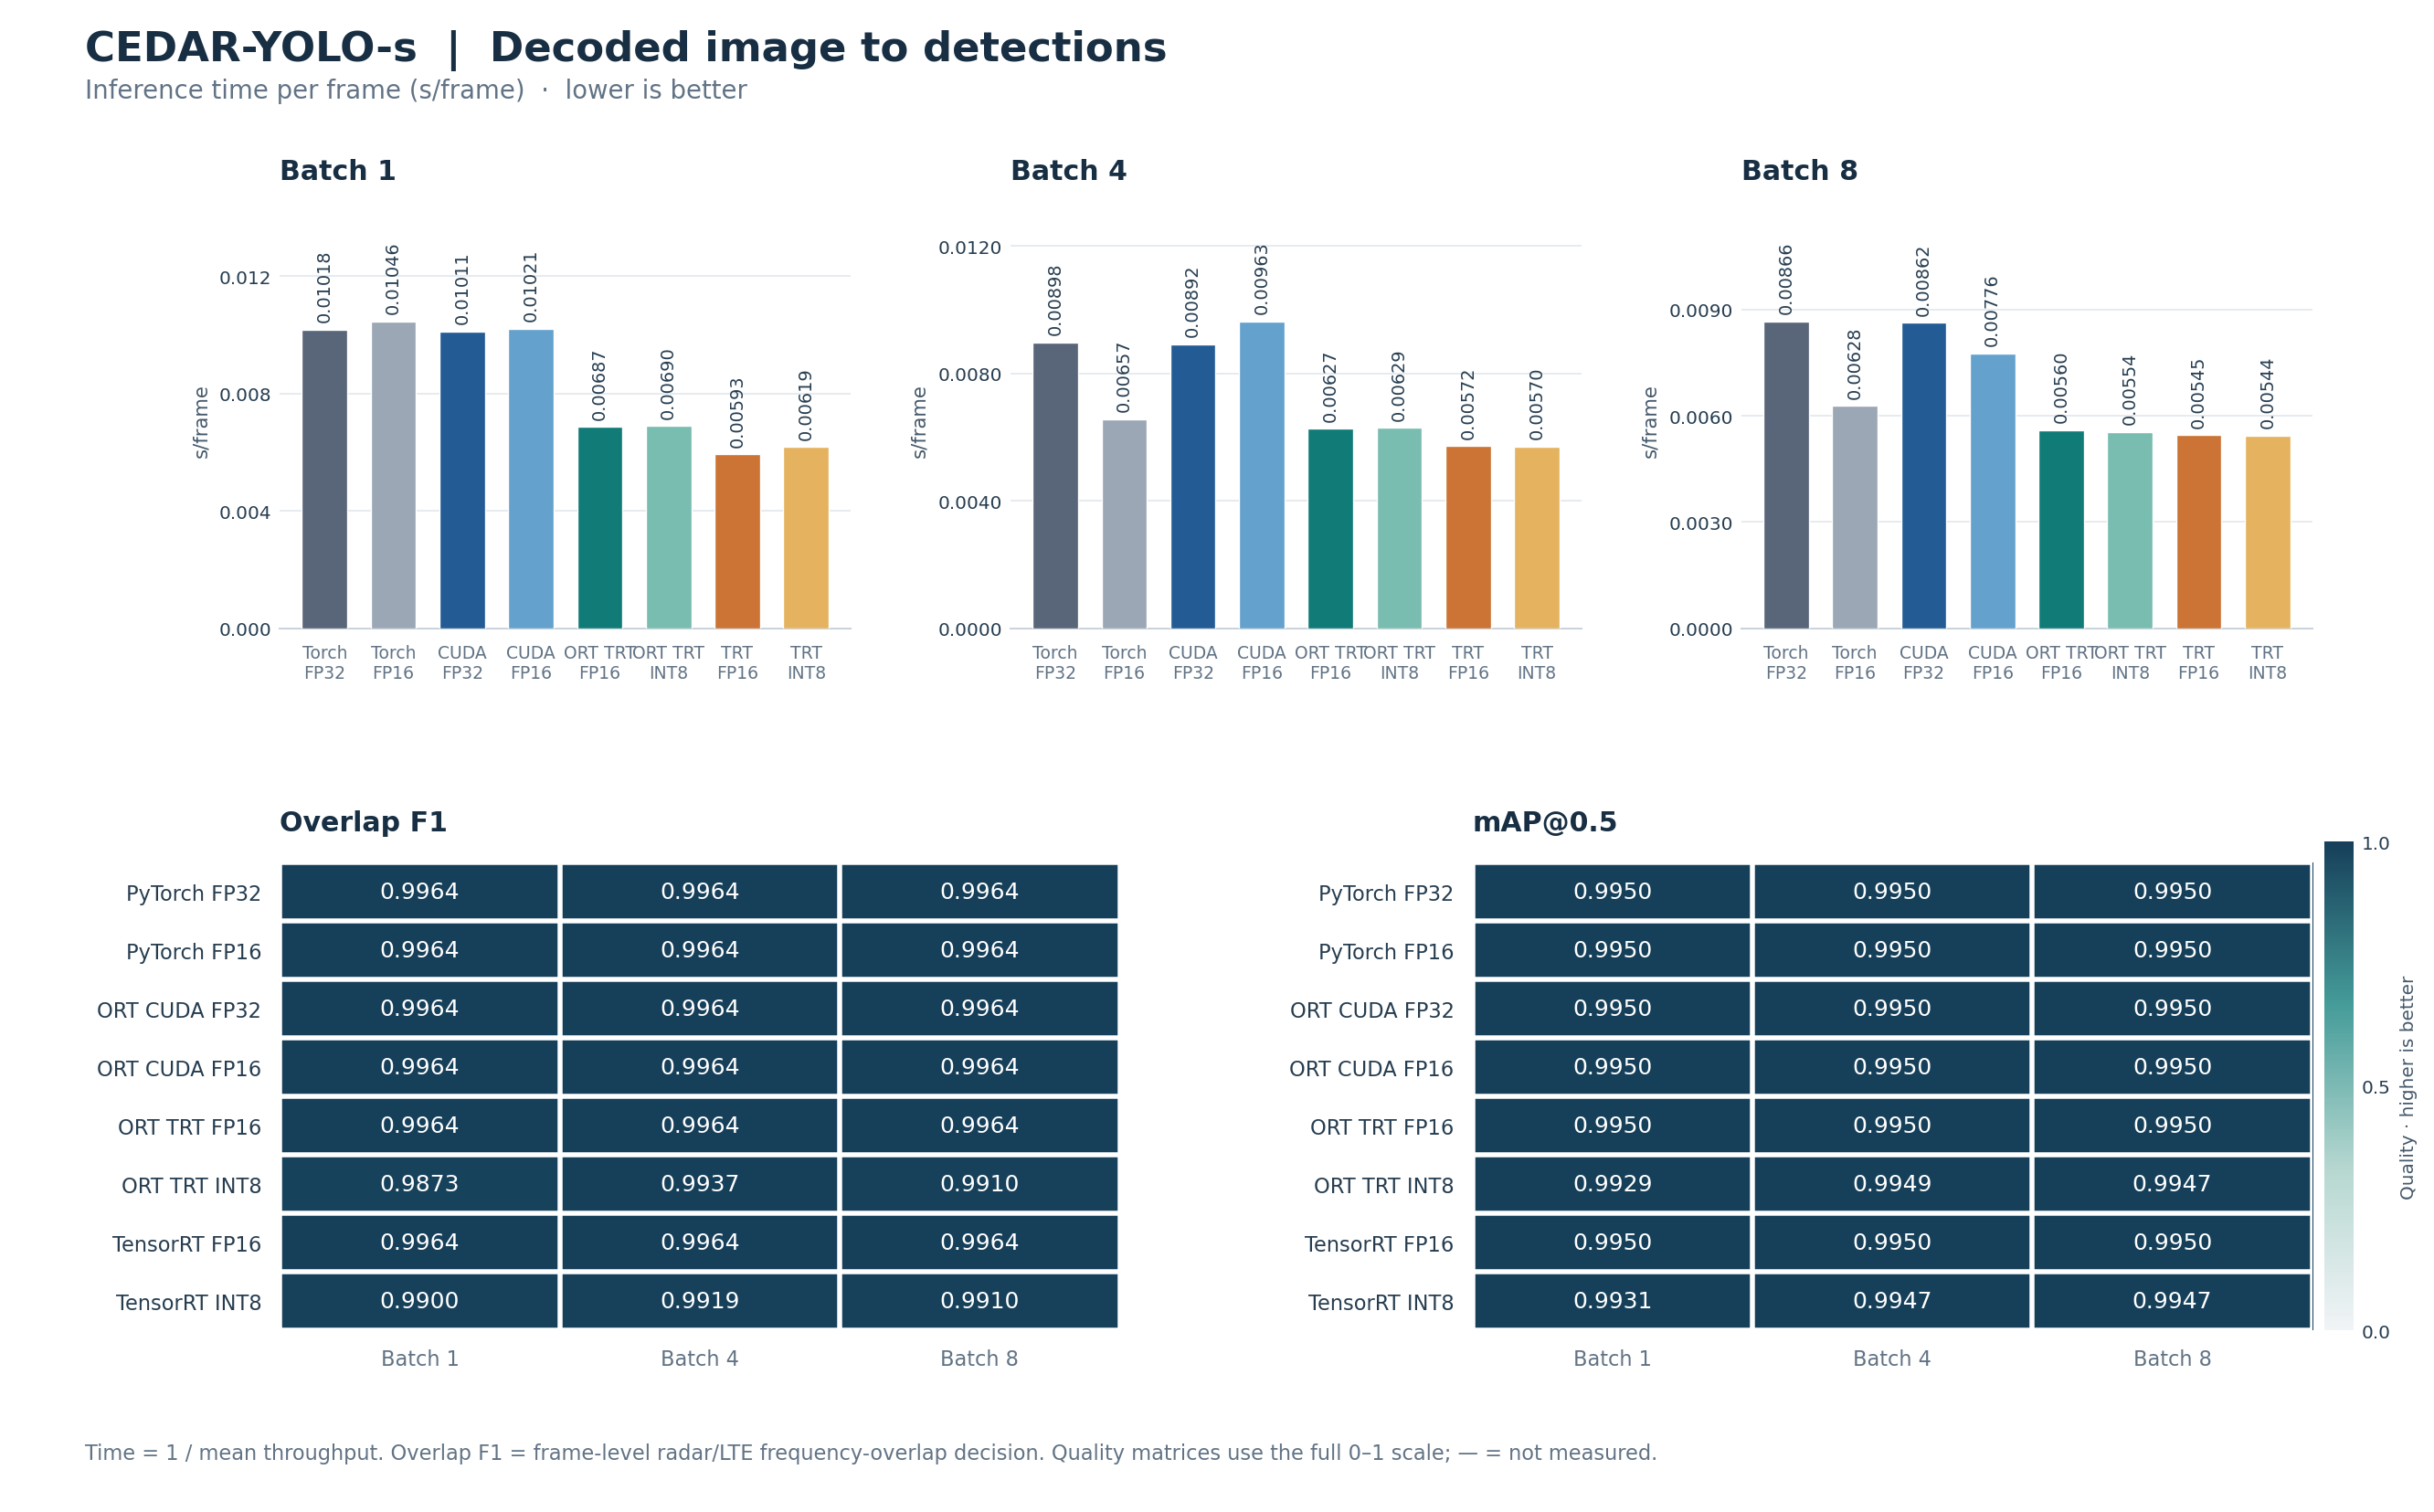 CEDAR-YOLO-s | Decoded image to detections
Inference time per frame (s/frame) · lower is better
Batch 1
s/frame
0.012
0.008
0.004
0.000
0.01018
0.01046
0.01011
0.01021
0.00687
0.00690
0.00593
0.00619
Torch FP32
Torch FP16
CUDA FP32
CUDA FP16
ORT TRT FP16
ORT TRT INT8
TRT FP16
TRT INT8
Batch 4
s/frame
0.0120
0.0080
0.0040
0.0000
0.00898
0.00657
0.00892
0.00963
0.00627
0.00629
0.00572
0.00570
Torch FP32
Torch FP16
CUDA FP32
CUDA FP16
ORT TRT FP16
ORT TRT INT8
TRT FP16
TRT INT8
Batch 8
s/frame
0.0090
0.0060
0.0030
0.0000
0.00866
0.00628
0.00862
0.00776
0.00560
0.00554
0.00545
0.00544
Torch FP32
Torch FP16
CUDA FP32
CUDA FP16
ORT TRT FP16
ORT TRT INT8
TRT FP16
TRT INT8
Overlap F1
PyTorch FP32 0.9964 0.9964 0.9964
PyTorch FP16 0.9964 0.9964 0.9964
ORT CUDA FP32 0.9964 0.9964 0.9964
ORT CUDA FP16 0.9964 0.9964 0.9964
ORT TRT FP16 0.9964 0.9964 0.9964
ORT TRT INT8 0.9873 0.9937 0.9910
TensorRT FP16 0.9964 0.9964 0.9964
TensorRT INT8 0.9900 0.9919 0.9910
Batch 1 Batch 4 Batch 8
mAP@0.5
PyTorch FP32 0.9950 0.9950 0.9950
PyTorch FP16 0.9950 0.9950 0.9950
ORT CUDA FP32 0.9950 0.9950 0.9950
ORT CUDA FP16 0.9950 0.9950 0.9950
ORT TRT FP16 0.9950 0.9950 0.9950
ORT TRT INT8 0.9929 0.9949 0.9947
TensorRT FP16 0.9950 0.9950 0.9950
TensorRT INT8 0.9931 0.9947 0.9947
Batch 1 Batch 4 Batch 8
1.0
0.5
0.0
Quality · higher is better
Time = 1 / mean throughput. Overlap F1 = frame-level radar/LTE frequency-overlap decision. Quality matrices use the full 0–1 scale; — = not measured.